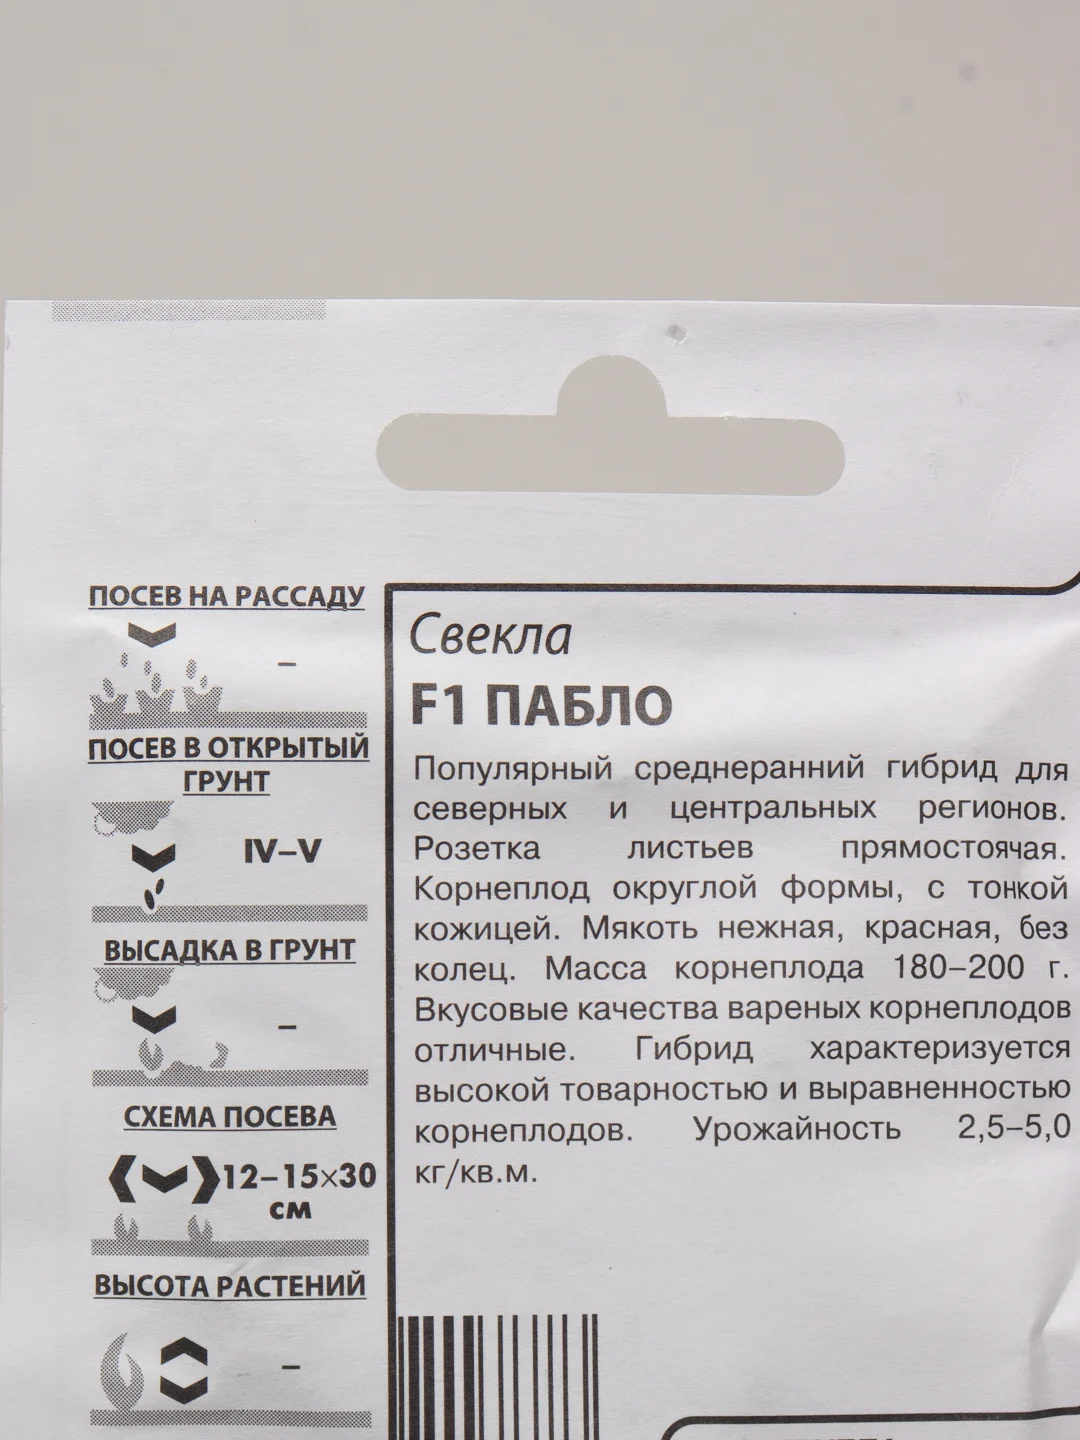 ПОСЕВ НА РАССАДУ
–
ПОСЕВ В ОТКРЫТЫЙ
ГРУНТ
IV–V
ВЫСАДКА В ГРУНТ
–
СХЕМА ПОСЕВА
12–15×30
см
ВЫСОТА РАСТЕНИЙ
–
Свекла
F1 ПАБЛО
Популярный среднеранний гибрид для
северных и центральных регионов.
Розетка листьев прямостоячая.
Корнеплод округлой формы, с тонкой
кожицей. Мякоть нежная, красная, без
колец. Масса корнеплода 180–200 г.
Вкусовые качества вареных корнеплодов
отличные. Гибрид характеризуется
высокой товарностью и выравненностью
корнеплодов. Урожайность 2,5–5,0
кг/кв.м.